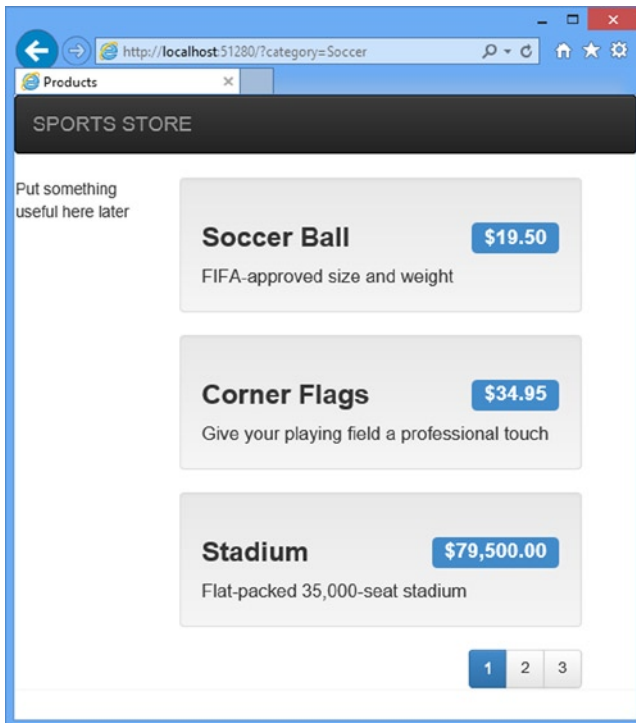 http://localhost:51280/?category=Soccer
Products
SPORTS STORE
Put something
useful here later
Soccer Ball
$19.50
FIFA-approved size and weight
Corner Flags
$34.95
Give your playing field a professional touch
Stadium
$79,500.00
Flat-packed 35,000-seat stadium
1 2 3